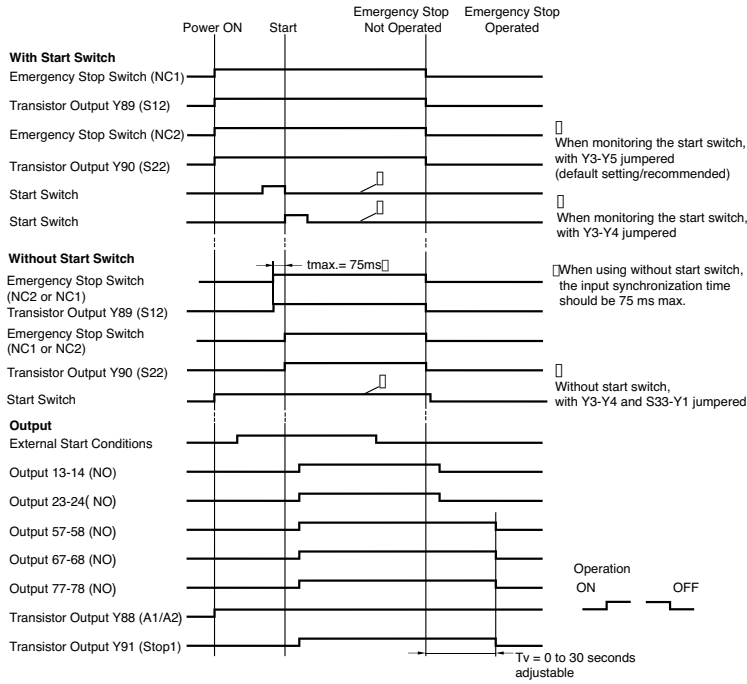 Power ON Start Emergency Stop Not Operated Emergency Stop Operated
With Start Switch
Emergency Stop Switch (NC1)
Transistor Output Y89 (S12)
Emergency Stop Switch (NC2)
Transistor Output Y90 (S22)
Start Switch
Start Switch
When monitoring the start switch,
with Y3-Y5 jumpered
(default setting/recommended)
When monitoring the start switch,
with Y3-Y4 jumpered
Without Start Switch
tmax.= 75ms
Emergency Stop Switch
(NC2 or NC1)
Transistor Output Y89 (S12)
Emergency Stop Switch
(NC1 or NC2)
Transistor Output Y90 (S22)
Start Switch
When using without start switch,
the input synchronization time
should be 75 ms max.
Without start switch,
with Y3-Y4 and S33-Y1 jumpered
Output
External Start Conditions
Output 13-14 (NO)
Output 23-24( NO)
Output 57-58 (NO)
Output 67-68 (NO)
Output 77-78 (NO)
Transistor Output Y88 (A1/A2)
Transistor Output Y91 (Stop1)
Operation
ON OFF
Tv = 0 to 30 seconds
adjustable